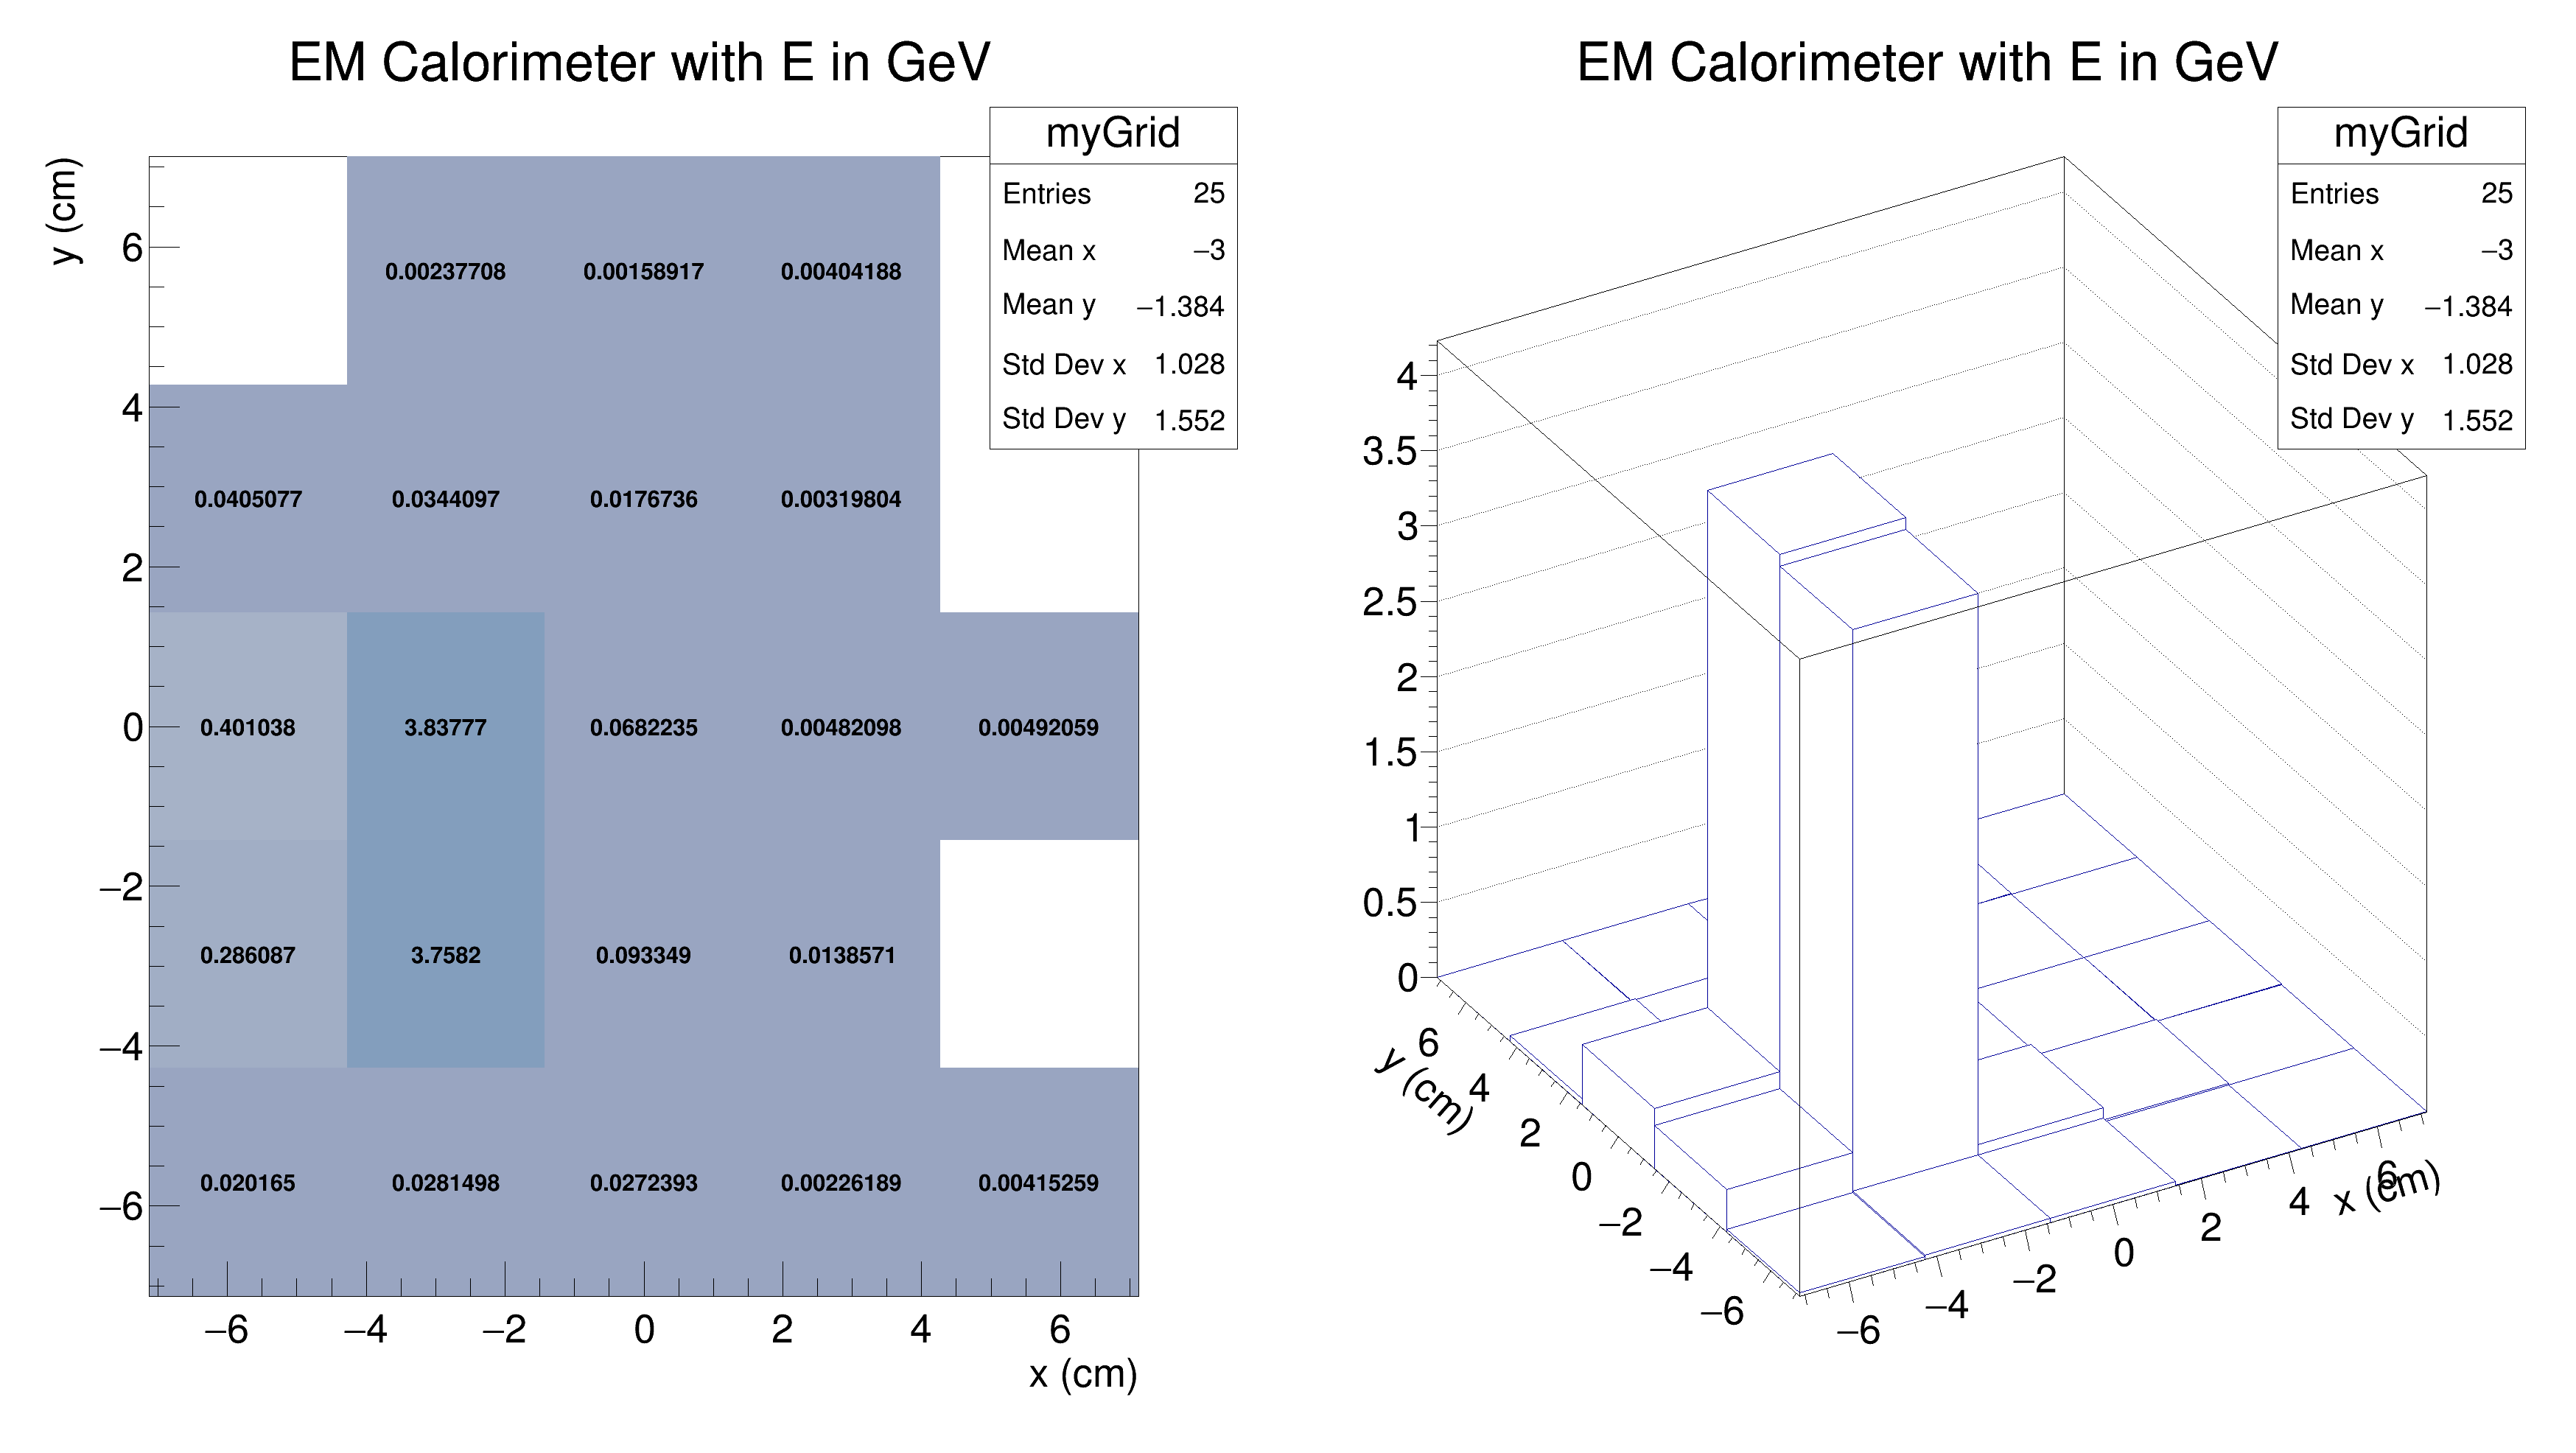 EM Calorimeter with E in GeV
myGrid
Entries 25
Mean x −3
Mean y −1.384
Std Dev x 1.028
Std Dev y 1.552
y (cm)
6
4
2
0
−2
−4
−6
0.00237708 0.00158917 0.00404188
0.0405077 0.0344097 0.0176736 0.00319804
0.401038 3.83777 0.0682235 0.00482098 0.00492059
0.286087 3.7582 0.093349 0.0138571
0.020165 0.0281498 0.0272393 0.00226189 0.00415259
−6 −4 −2 0 2 4 6
x (cm)
EM Calorimeter with E in GeV
myGrid
Entries 25
Mean x −3
Mean y −1.384
Std Dev x 1.028
Std Dev y 1.552
4
3.5
3
2.5
2
1.5
1
0.5
0
y (cm)
6
4
2
0
−2
−4
−6
−6 −4 −2 0 2 4 6
x (cm)